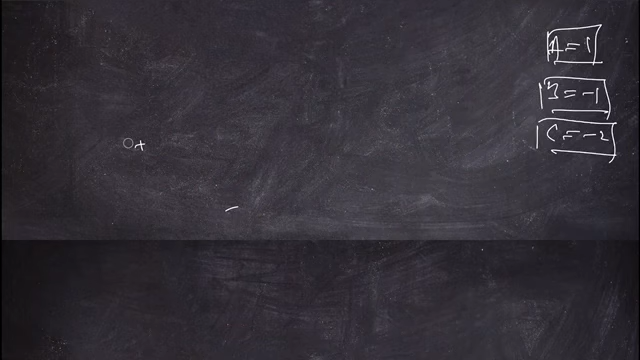 A = 1
B = -1
C = -2